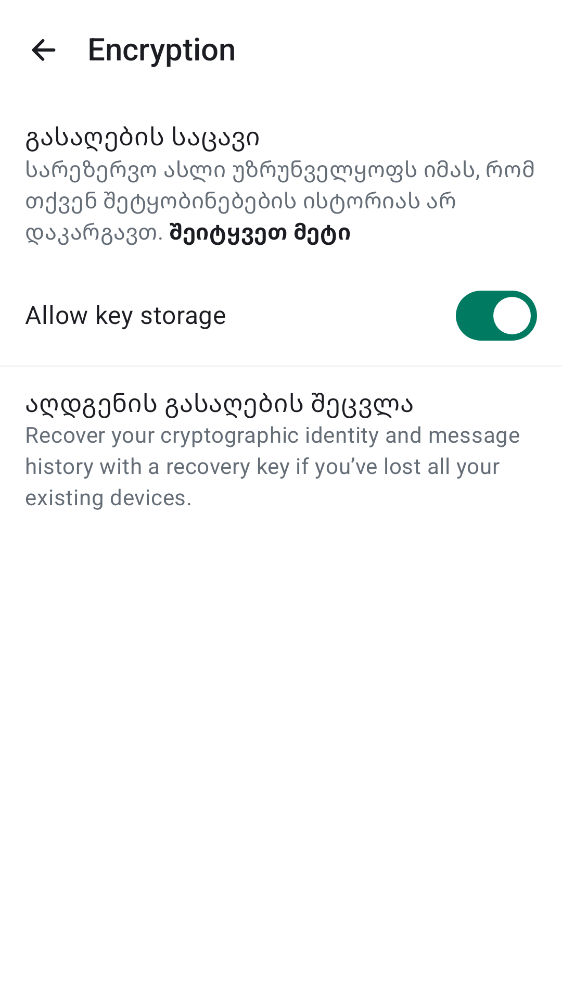 Encryption
გასაღების საცავი
სარეზერვო ასლი უზრუნველყოფს იმას, რომ
თქვენ შეტყობინებების ისტორიას არ
დაკარგავთ. შეიტყვეთ მეტი
Allow key storage
აღდგენის გასაღების შეცვლა
Recover your cryptographic identity and message
history with a recovery key if you’ve lost all your
existing devices.